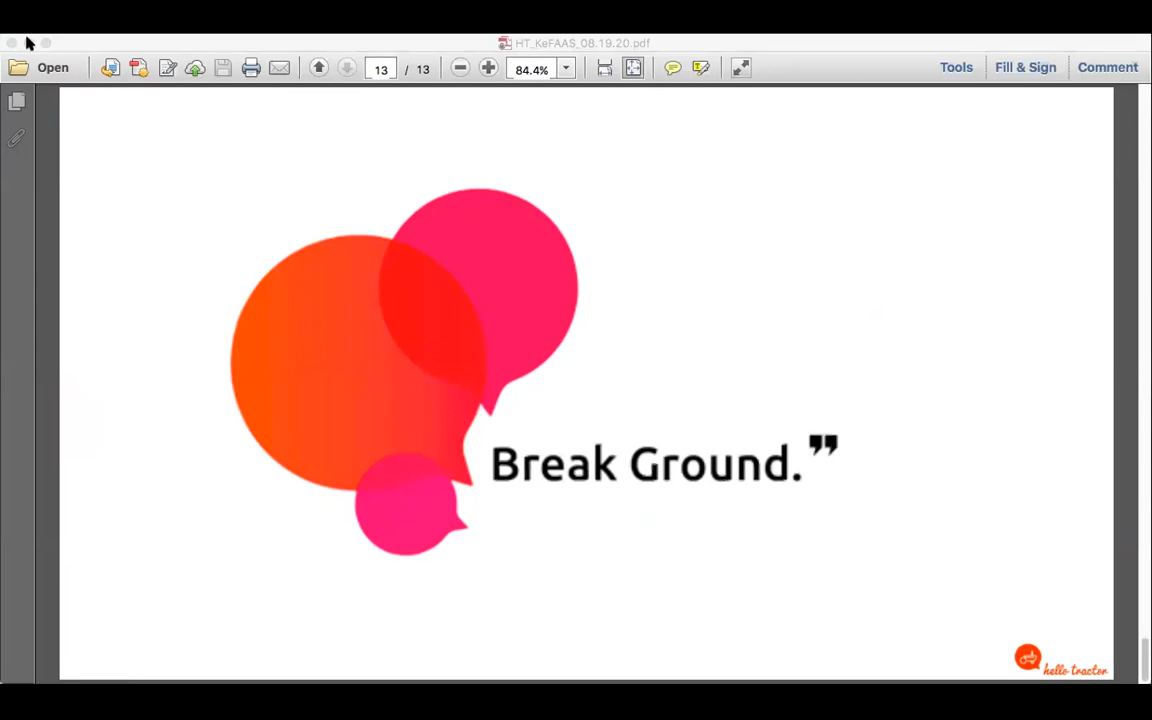 HT_KeFAAS_08.19.20.pdf
Open
13 / 13
84.4%
Tools
Fill & Sign
Comment
Break Ground.”
hello tractor